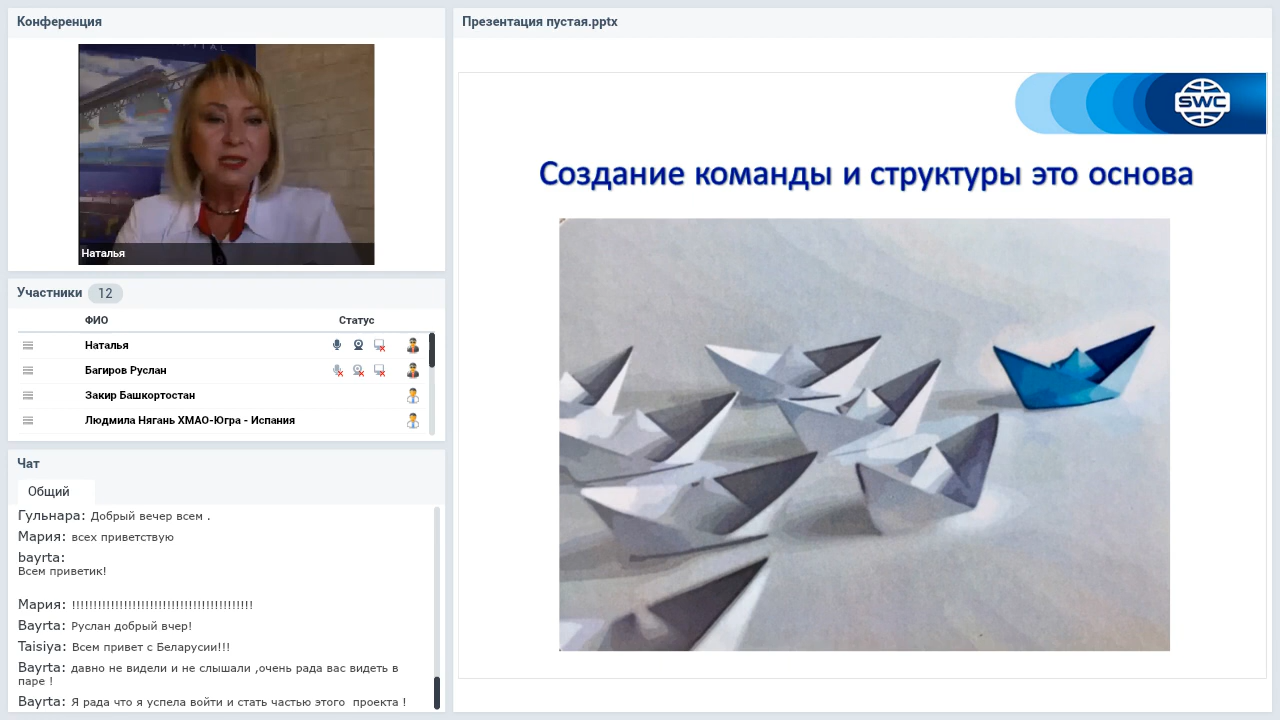 Конференция
Презентация пустая.pptx
Наталья
SWC
Создание команды и структуры это основа
Участники 12
ФИО Статус
Наталья
Багиров Руслан
Закир Башкортостан
Людмила Нягань ХМАО-Югра - Испания
Чат
Общий
Гульнара: Добрый вечер всем .
Мария: всех приветствую
bayrta:
Всем приветик!
Мария: !!!!!!!!!!!!!!!!!!!!!!!!!!!!!!!!!!!!!!!!!!
Bayrta: Руслан добрый вчер!
Taisiya: Всем привет с Беларусии!!!
Bayrta: давно не видели и не слышали ,очень рада вас видеть в
паре !
Bayrta: Я рада что я успела войти и стать частью этого  проекта !